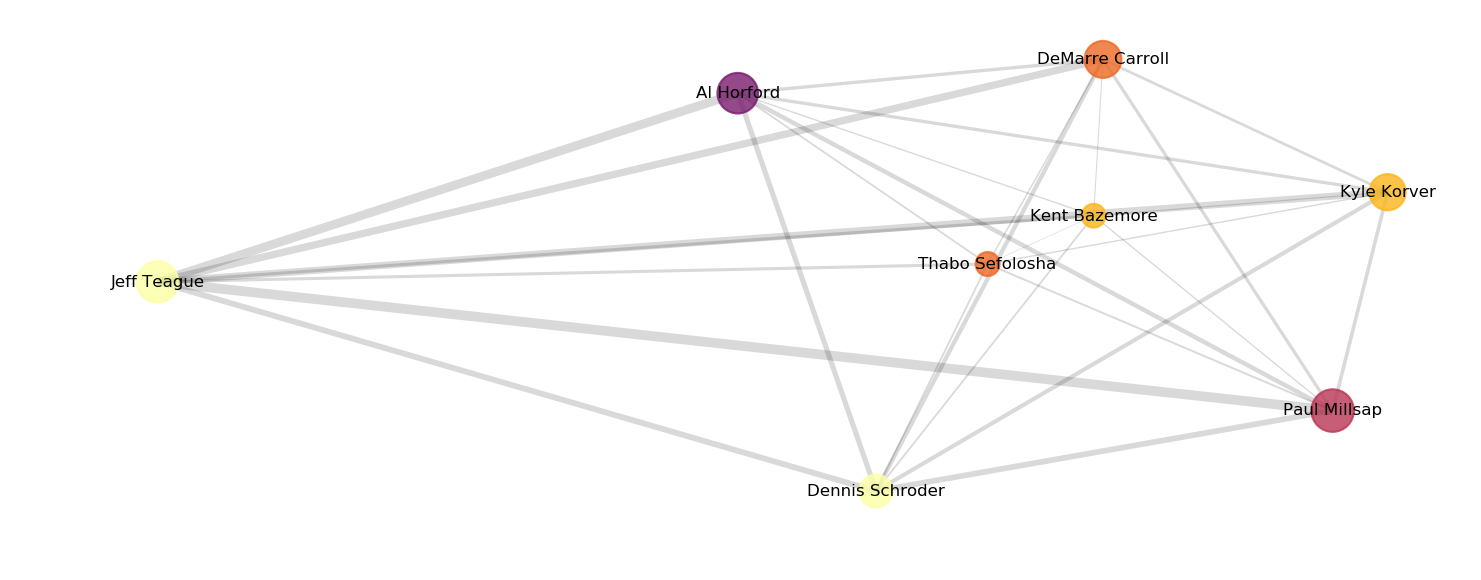 DeMarre Carroll
Al Horford
Kyle Korver
Kent Bazemore
Thabo Sefolosha
Jeff Teague
Paul Millsap
Dennis Schroder